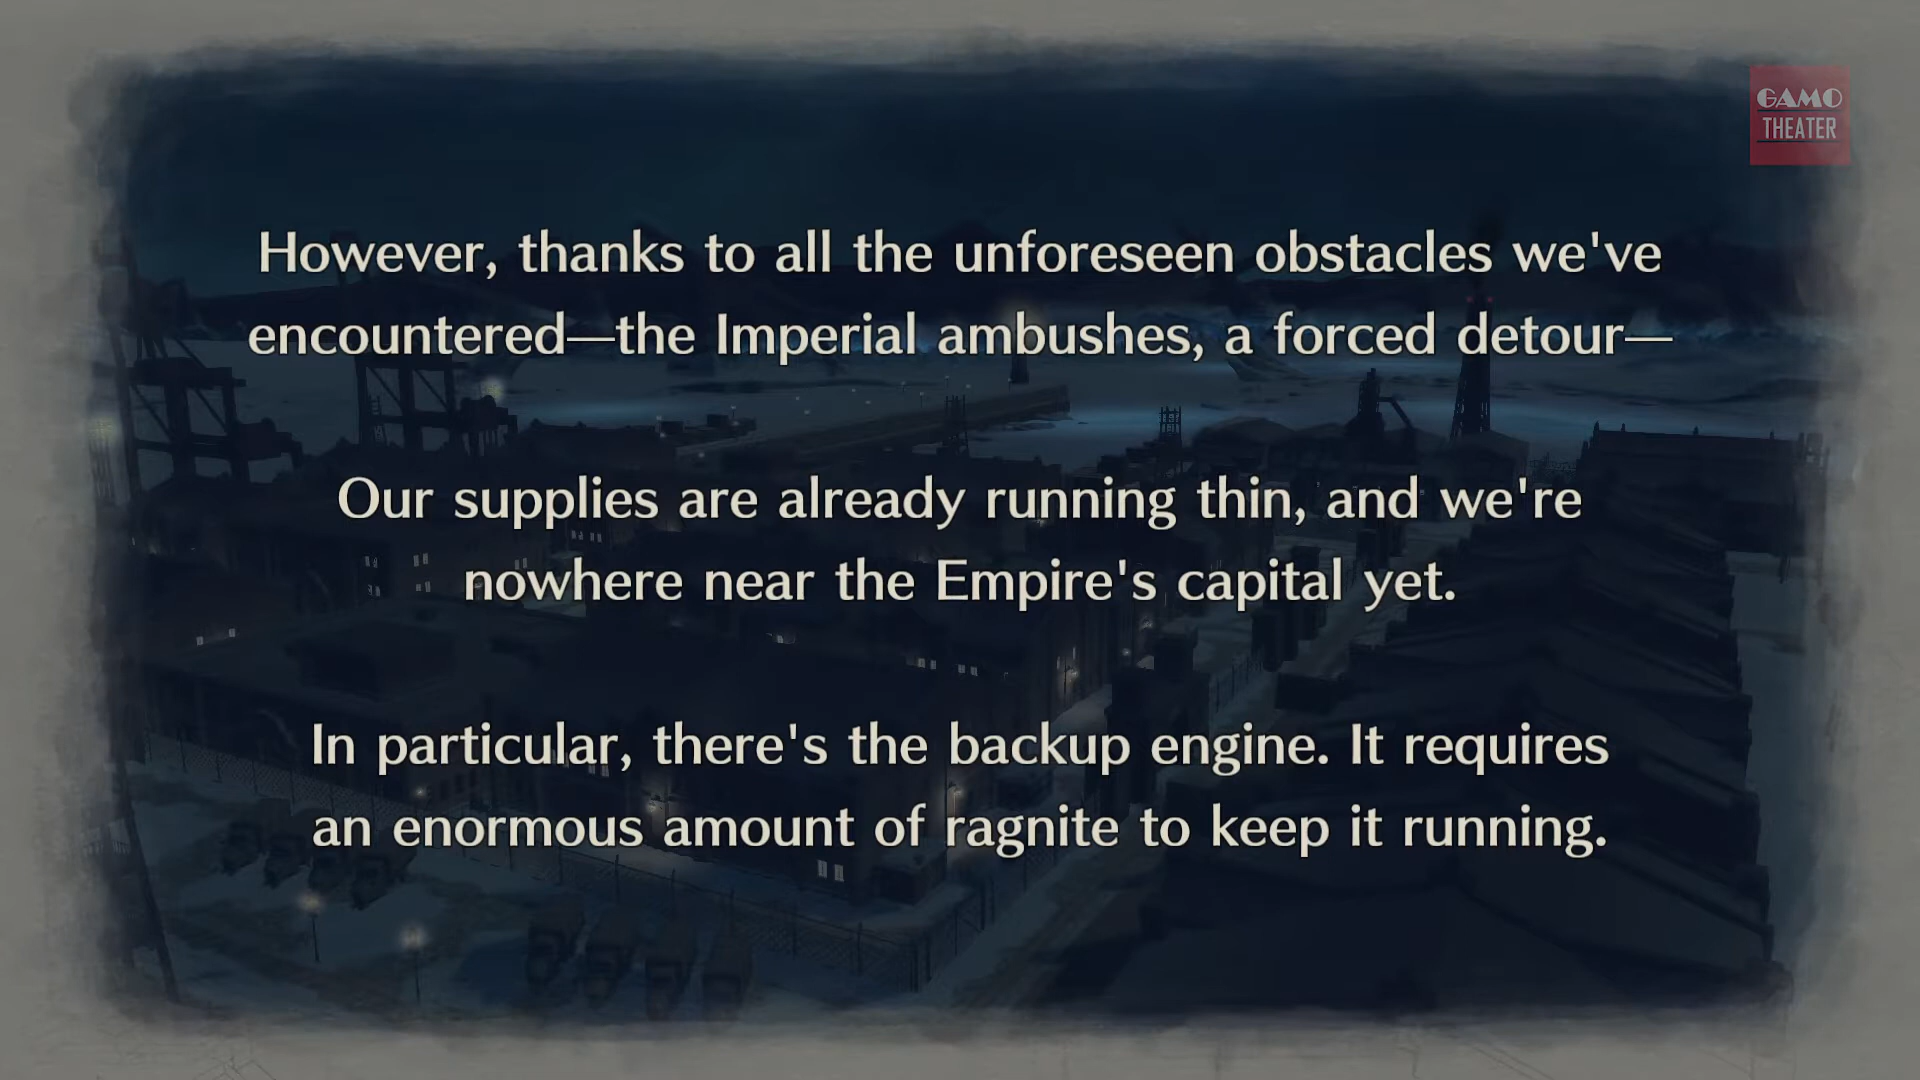 GAMO
THEATER
However, thanks to all the unforeseen obstacles we've
encountered—the Imperial ambushes, a forced detour—
Our supplies are already running thin, and we're
nowhere near the Empire's capital yet.
In particular, there's the backup engine. It requires
an enormous amount of ragnite to keep it running.